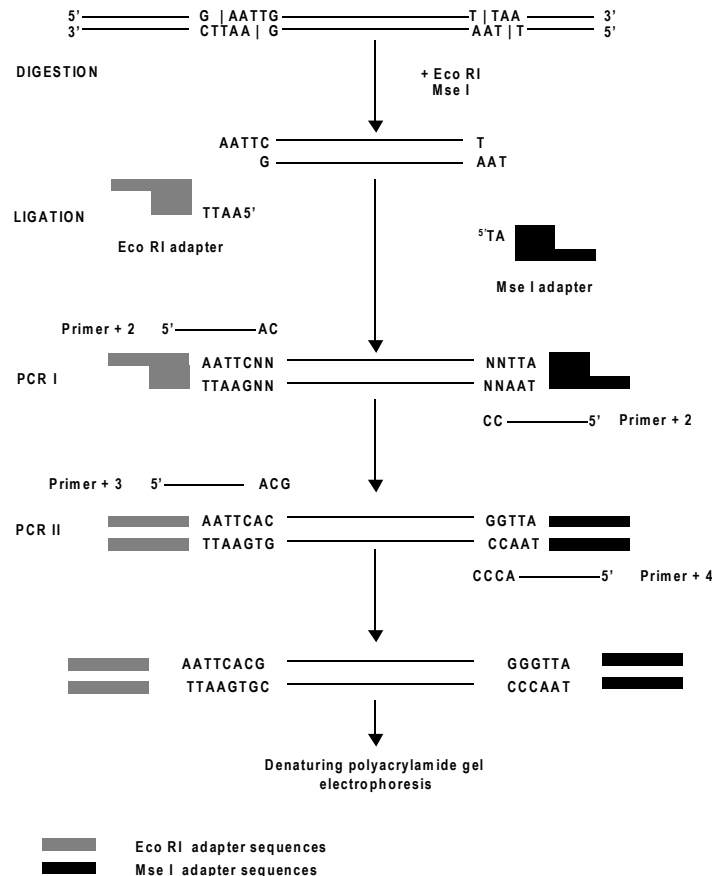 5’ G | AATTG T | TAA 3’
3’ CTTAA | G AAT | T 5’
DIGESTION
+ Eco RI
Mse I
AATTC T
G AAT
LIGATION
TTAA5’
5’TA
Eco RI adapter
Mse I adapter
Primer + 2 5’ AC
AATTCNN NNTTA
PCR I
TTAAGNN NNAAT
CC 5’ Primer + 2
Primer + 3 5’ ACG
AATTCAC GGTTA
PCR II
TTAAGTG CCAAT
CCCA 5’ Primer + 4
AATTCACG GGGTTA
TTAAGTGC CCCAAT
Denaturing polyacrylamide gel
electrophoresis
Eco RI adapter sequences
Mse I adapter sequences